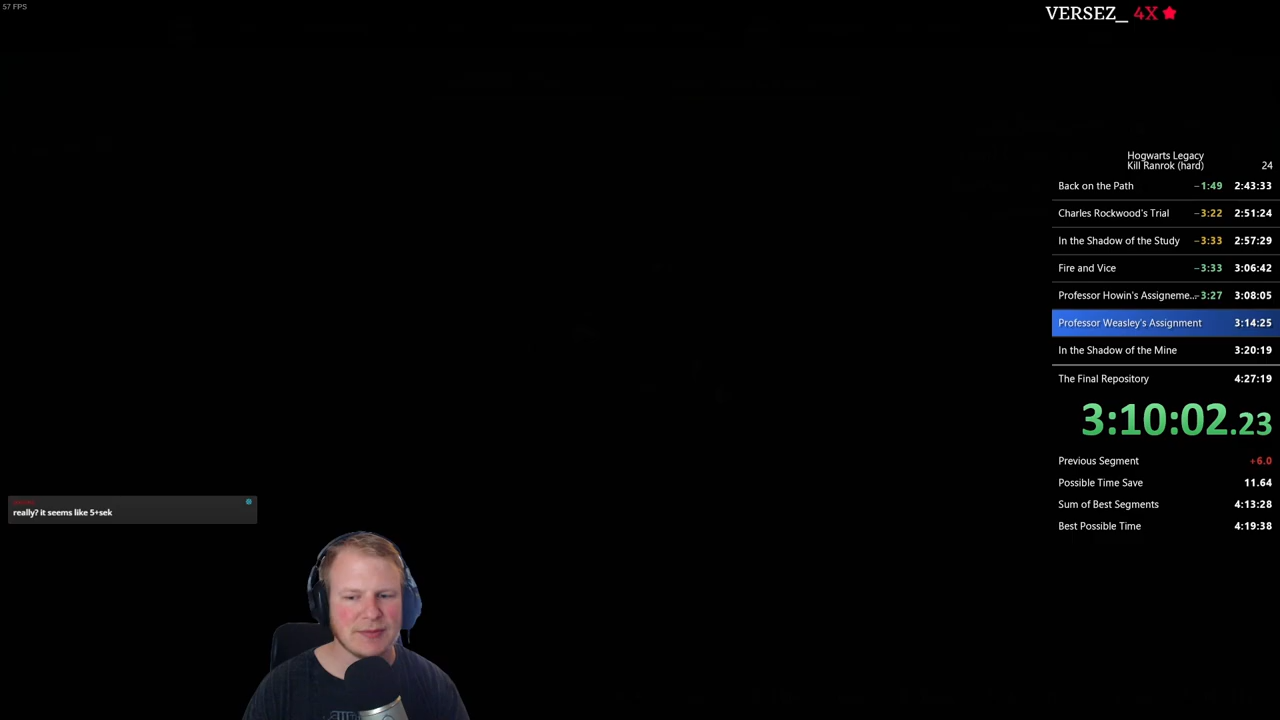 57 FPS
VERSEZ_ 4X
Hogwarts Legacy
Kill Ranrok (hard) 24
Back on the Path -1:49 2:43:33
Charles Rockwood's Trial -3:22 2:51:24
In the Shadow of the Study -3:33 2:57:29
Fire and Vice -3:33 3:06:42
Professor Howin's Assigneme... -3:27 3:08:05
Professor Weasley's Assignment 3:14:25
In the Shadow of the Mine 3:20:19
The Final Repository 4:27:19
3:10:02.23
Previous Segment +6.0
Possible Time Save 11.64
Sum of Best Segments 4:13:28
Best Possible Time 4:19:38
really? it seems like 5+sek